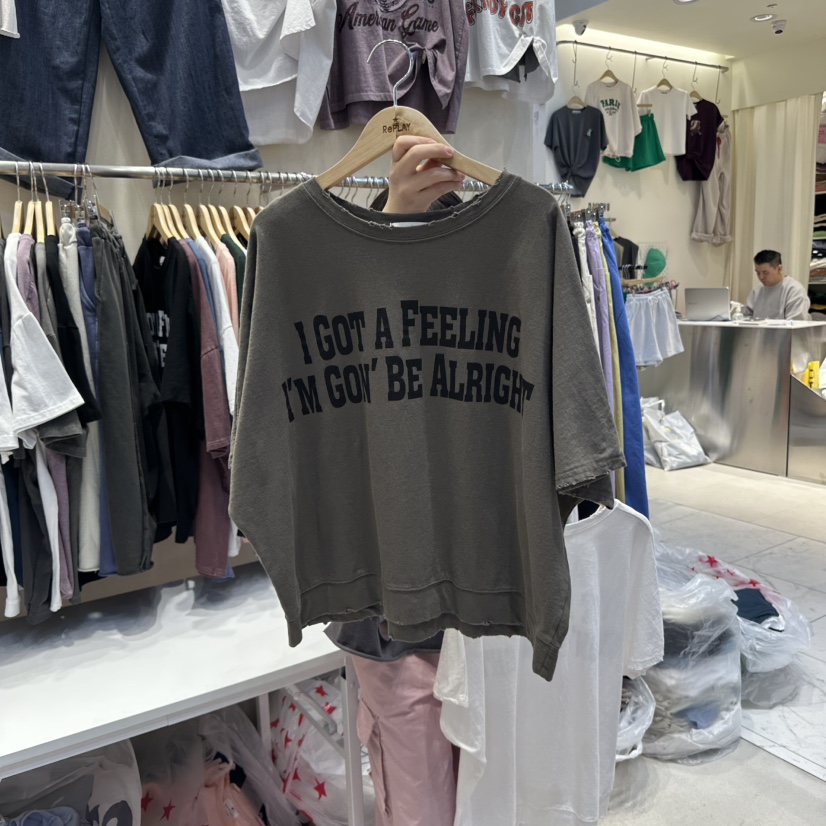 American Game
RePLAY
PARIS
I GOT A FEELING
I'M GON' BE ALRIGHT